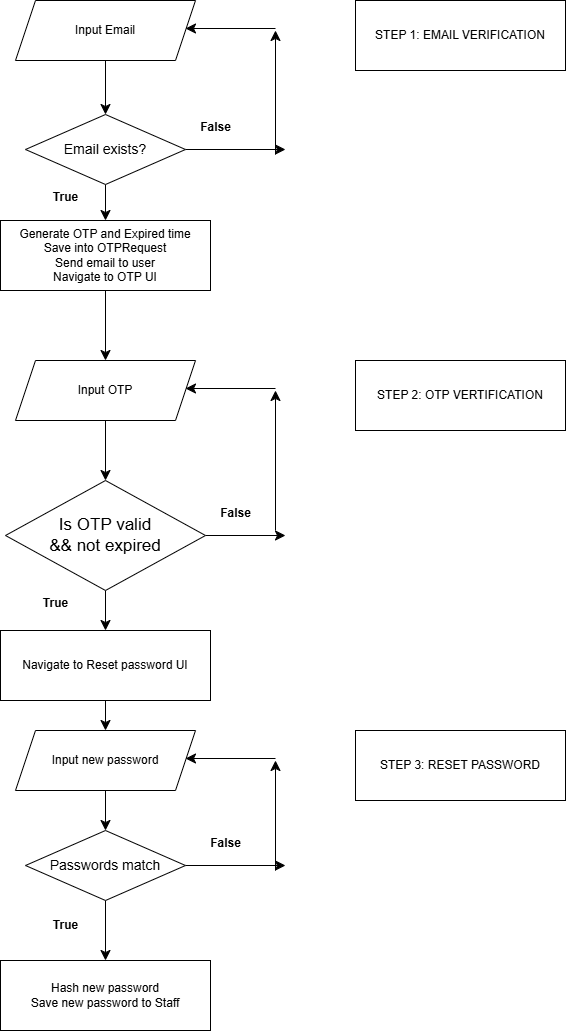 Input Email
STEP 1: EMAIL VERIFICATION
False
Email exists?
True
Generate OTP and Expired time
Save into OTPRequest
Send email to user
Navigate to OTP UI
Input OTP
STEP 2: OTP VERTIFICATION
False
Is OTP valid
&& not expired
True
Navigate to Reset password UI
Input new password
STEP 3: RESET PASSWORD
False
Passwords match
True
Hash new password
Save new password to Staff